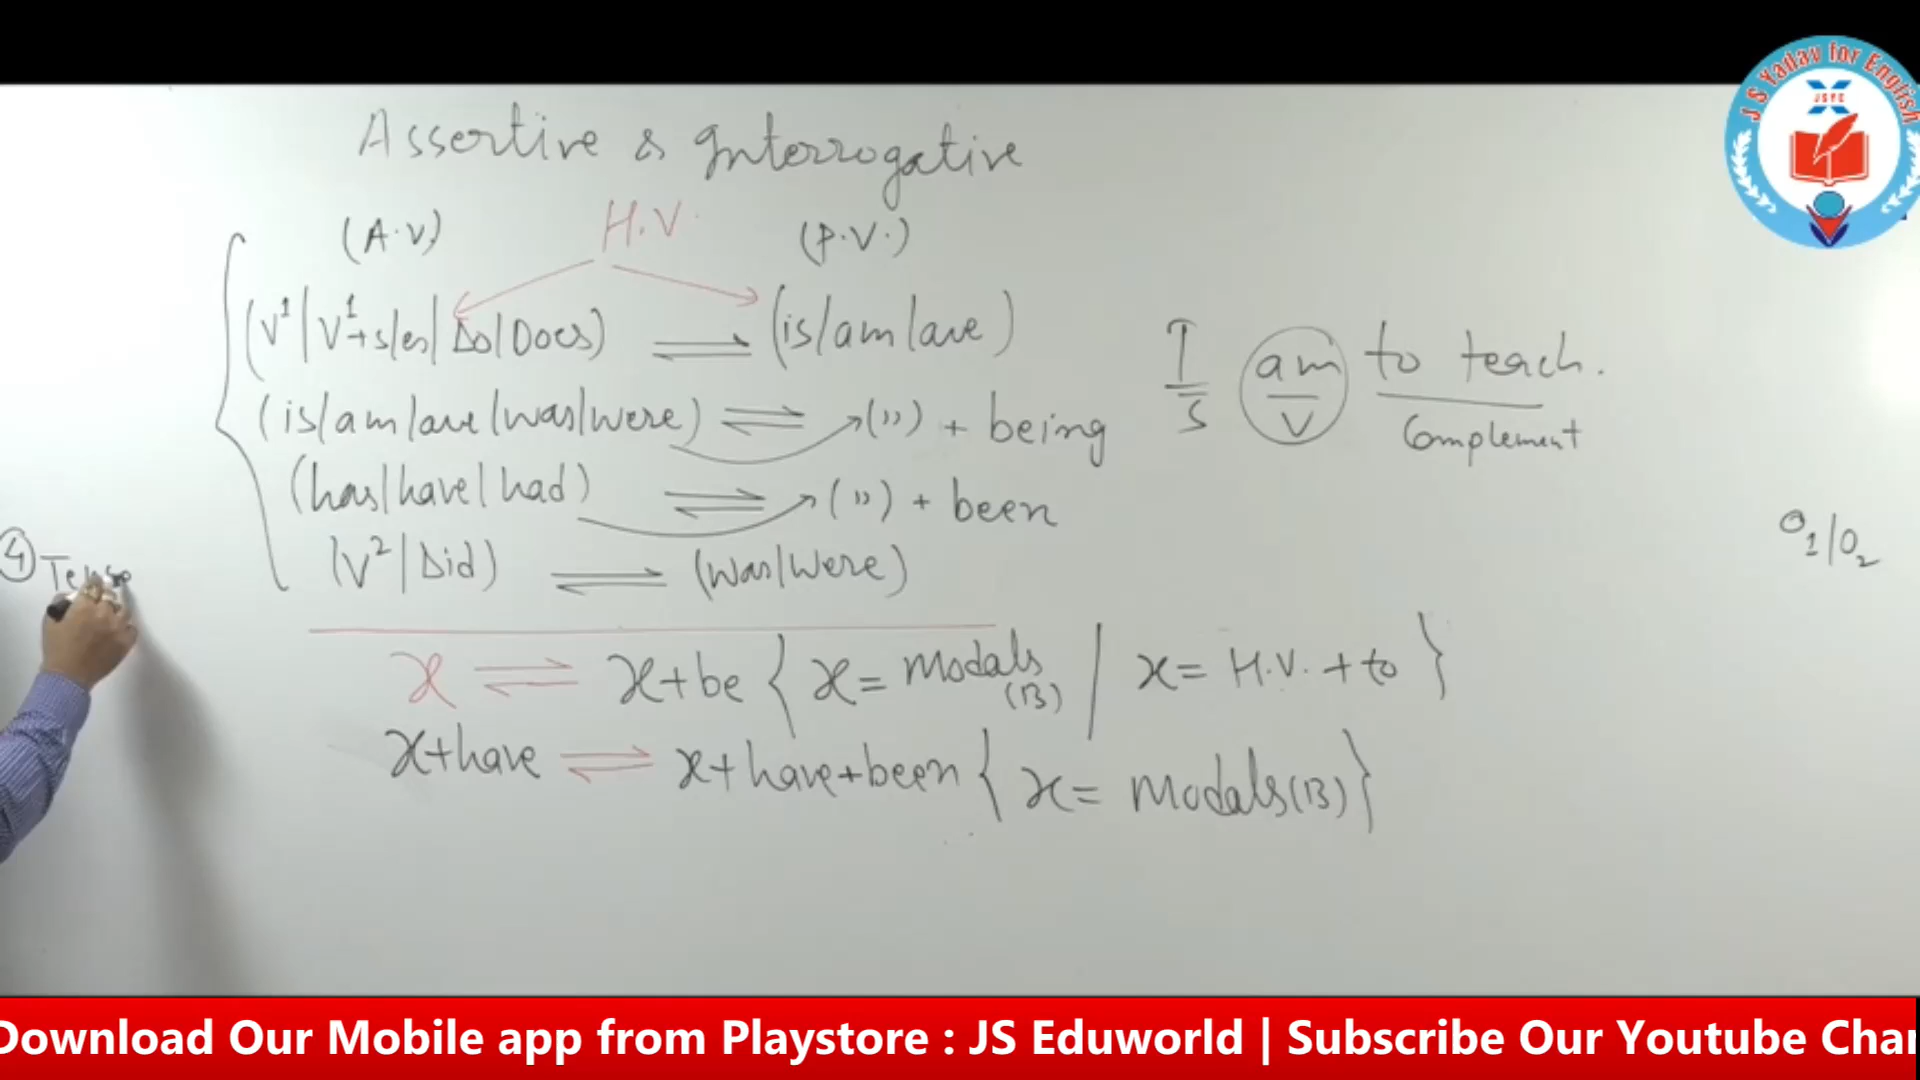 J S Yadav for English
JSYE
Assertive & Interrogative
(A.V) H.V. (P.V.)
(V¹ | V¹+s/es | Do | Does) ⇌ (is/am/are)
(is/am/are/was/were) ⇌ (") + being
(has/have/had) ⇌ (") + been
(V² | Did) ⇌ (was/were)
I am to teach.
S V Complement
O₁/O₂
④ Tense
x ⇌ x+be { x = modals (13) / x = H.V. + to }
x+have ⇌ x+have+been { x = modals (13) }
Download Our Mobile app from Playstore : JS Eduworld | Subscribe Our Youtube Chan